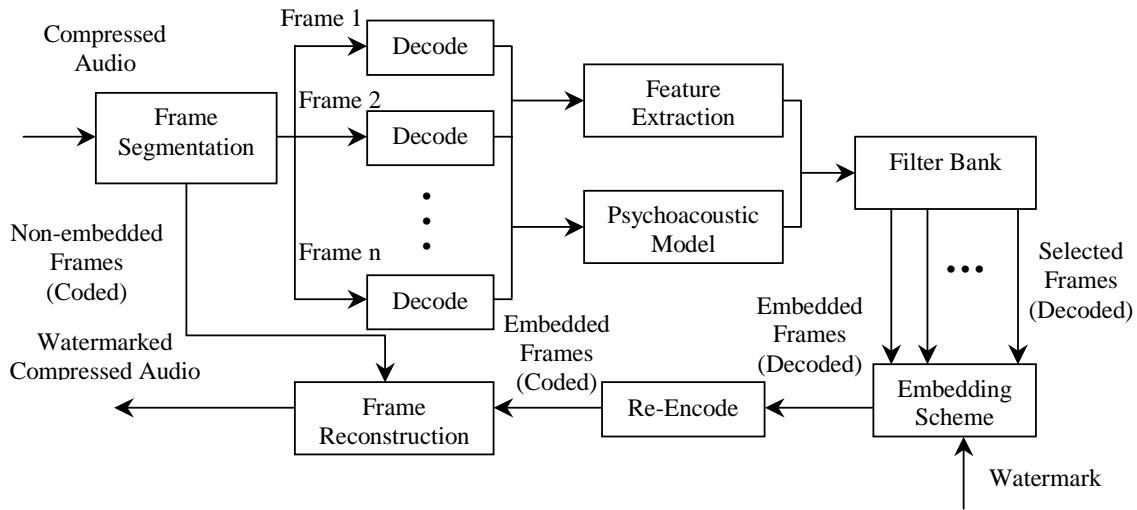 Compressed
Audio
Frame
Segmentation
Frame 1
Decode
Frame 2
Decode
Frame n
Decode
Feature
Extraction
Psychoacoustic
Model
Filter Bank
Selected
Frames
(Decoded)
Non-embedded
Frames
(Coded)
Watermarked
Compressed Audio
Frame
Reconstruction
Embedded
Frames
(Coded)
Re-Encode
Embedded
Frames
(Decoded)
Embedding
Scheme
Watermark